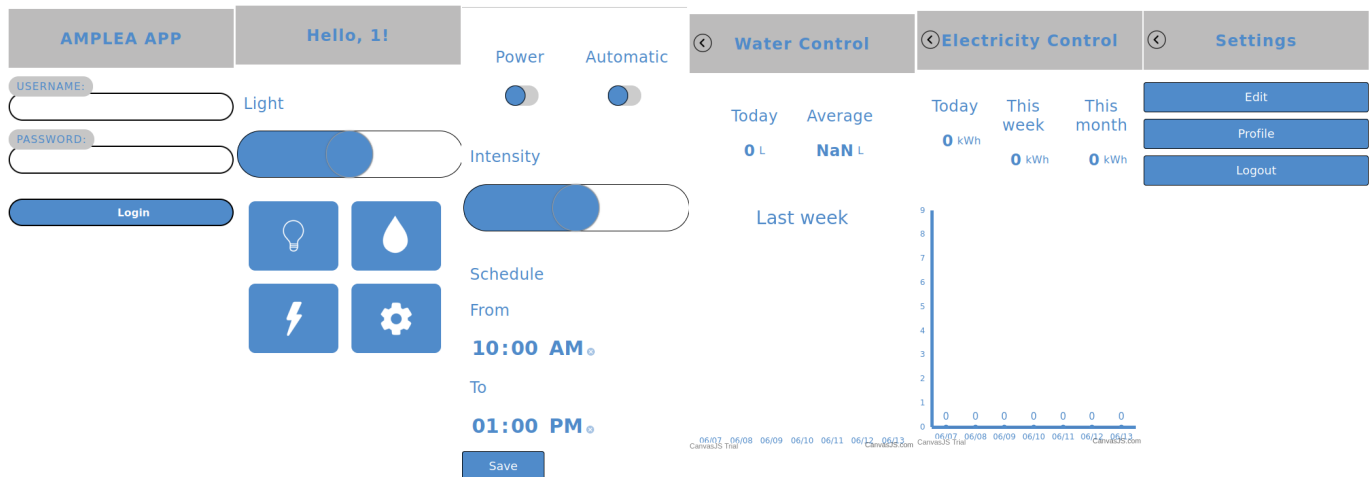 AMPLEA APP
USERNAME:
PASSWORD:
Login
Hello, 1!
Light
Power Automatic
Intensity
Schedule
From
10:00 AM
To
01:00 PM
Save
Water Control
Today Average
0 L NaN L
Last week
06/07 06/08 06/09 06/10 06/11 06/12 06/13
CanvasJS Trial CanvasJS.com
Electricity Control
Today This week This month
0 kWh 0 kWh 0 kWh
9
8
7
6
5
4
3
2
1
0
0 0 0 0 0 0 0
06/07 06/08 06/09 06/10 06/11 06/12 06/13
CanvasJS Trial CanvasJS.com
Settings
Edit
Profile
Logout